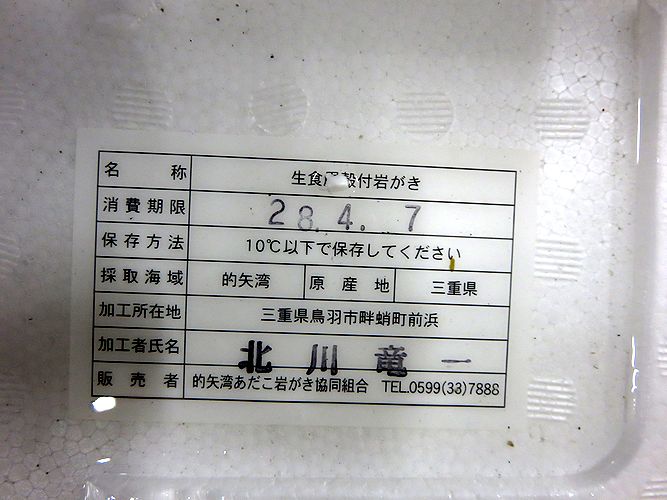 名称 生食用殻付岩がき
消費期限 28.4.7
保存方法 10℃以下で保存してください
採取海域 的矢湾 原産地 三重県
加工所在地 三重県鳥羽市畔蛸町前浜
加工者氏名 北川竜一
販売者 的矢湾あだこ岩がき協同組合 TEL.0599(33)7888